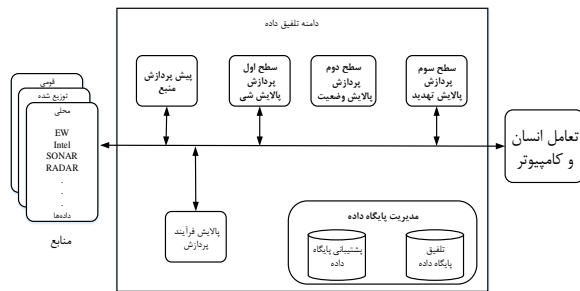 دامنه تلفیق داده
قومی
توزیع شده
محلی
EW
Intel
SONAR
RADAR
.
.
.
داده‌ها
منابع
پیش پردازش
منبع
سطح اول
پردازش
پالایش شی
سطح دوم
پردازش
پالایش وضعیت
سطح سوم
پردازش
پالایش تهدید
تعامل انسان
و کامپیوتر
پالایش فرآیند
پردازش
مدیریت پایگاه داده
پشتیبانی پایگاه
داده
تلفیق
پایگاه داده